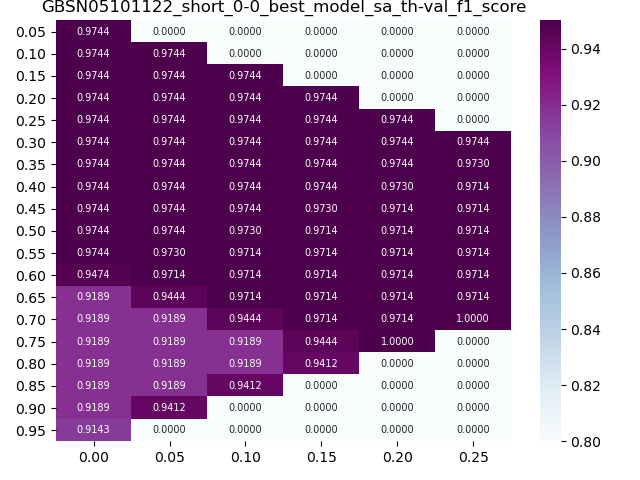 GBSN05101122_short_0-0_best_model_sa_th-val_f1_score
0.05 0.9744 0.0000 0.0000 0.0000 0.0000 0.0000
0.10 0.9744 0.9744 0.0000 0.0000 0.0000 0.0000
0.15 0.9744 0.9744 0.9744 0.0000 0.0000 0.0000
0.20 0.9744 0.9744 0.9744 0.9744 0.0000 0.0000
0.25 0.9744 0.9744 0.9744 0.9744 0.9744 0.0000
0.30 0.9744 0.9744 0.9744 0.9744 0.9744 0.9744
0.35 0.9744 0.9744 0.9744 0.9744 0.9744 0.9730
0.40 0.9744 0.9744 0.9744 0.9744 0.9730 0.9714
0.45 0.9744 0.9744 0.9744 0.9730 0.9714 0.9714
0.50 0.9744 0.9744 0.9730 0.9714 0.9714 0.9714
0.55 0.9744 0.9730 0.9714 0.9714 0.9714 0.9714
0.60 0.9474 0.9714 0.9714 0.9714 0.9714 0.9714
0.65 0.9189 0.9444 0.9714 0.9714 0.9714 0.9714
0.70 0.9189 0.9189 0.9444 0.9714 0.9714 1.0000
0.75 0.9189 0.9189 0.9189 0.9444 1.0000 0.0000
0.80 0.9189 0.9189 0.9189 0.9412 0.0000 0.0000
0.85 0.9189 0.9189 0.9412 0.0000 0.0000 0.0000
0.90 0.9189 0.9412 0.0000 0.0000 0.0000 0.0000
0.95 0.9143 0.0000 0.0000 0.0000 0.0000 0.0000
0.00 0.05 0.10 0.15 0.20 0.25
0.94
0.92
0.90
0.88
0.86
0.84
0.82
0.80